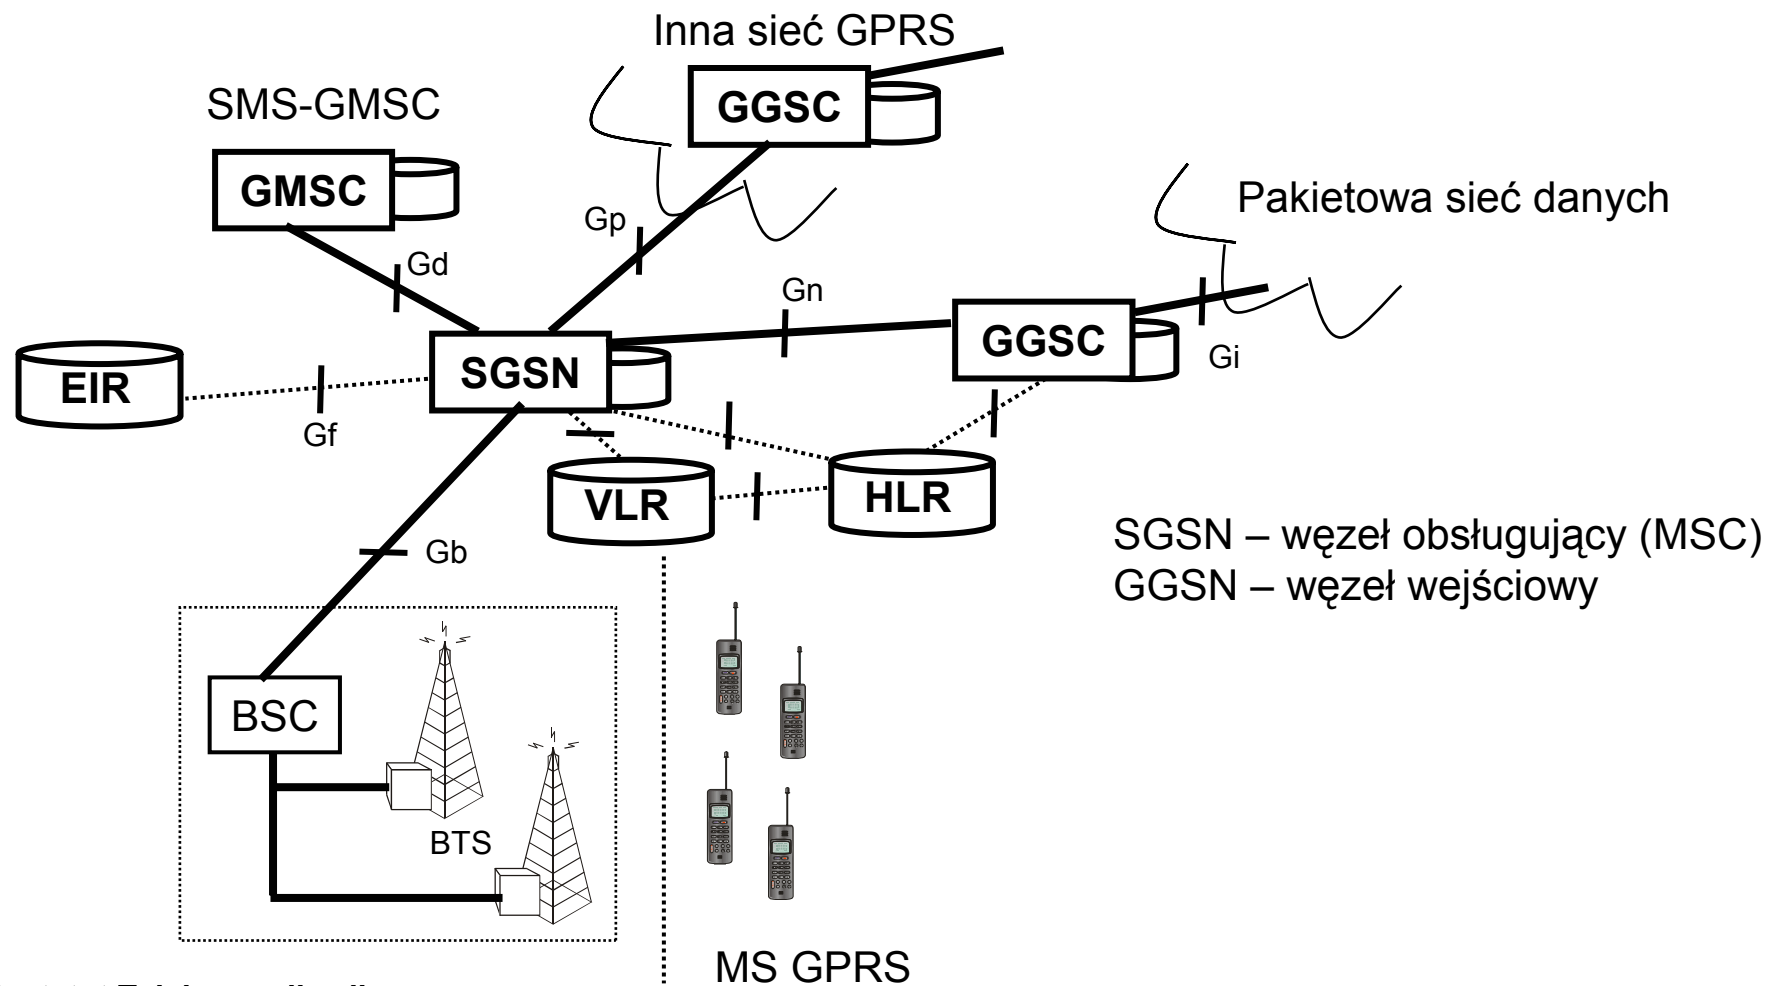 Inna sieć GPRS
SMS-GMSC
GGSC
GMSC
Pakietowa sieć danych
Gp
Gd
Gn
GGSC
SGSN
Gi
EIR
Gf
VLR
HLR
SGSN – węzeł obsługujący (MSC)
GGSN – węzeł wejściowy
Gb
BSC
BTS
MS GPRS